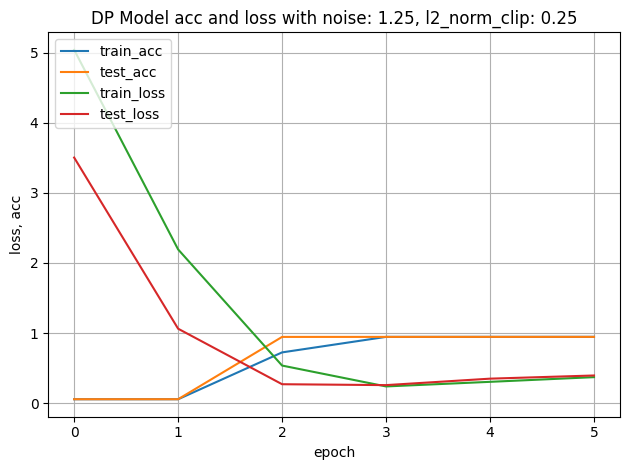 DP Model acc and loss with noise: 1.25, l2_norm_clip: 0.25
train_acc
test_acc
train_loss
test_loss
5
4
3
2
1
0
loss, acc
0 1 2 3 4 5
epoch